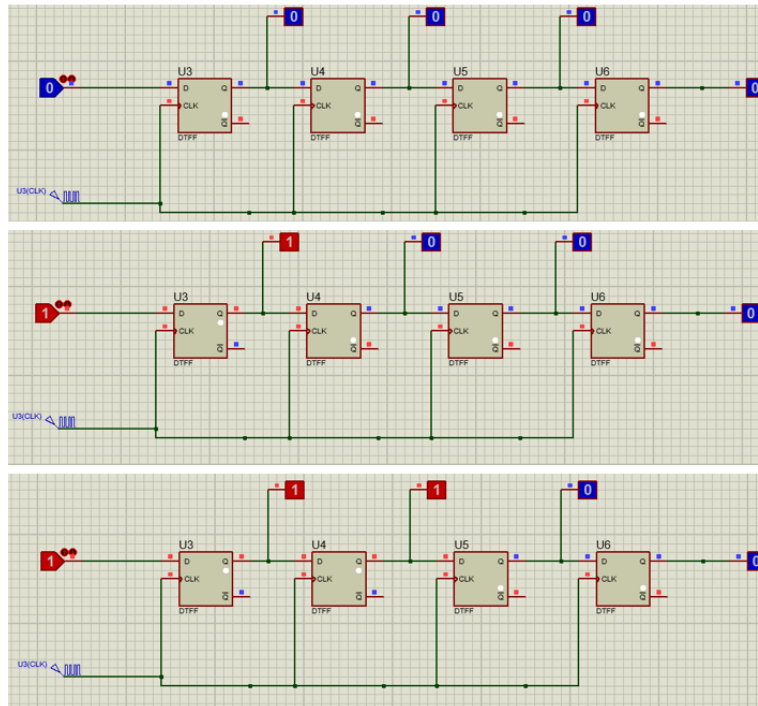 0 0 0
U3 U4 U5 U6
0 D Q D Q D Q D Q 0
CLK CLK CLK CLK
Q Q Q Q
DTFF DTFF DTFF DTFF
U3(CLK)
1 0 0
U3 U4 U5 U6
1 D Q D Q D Q D Q 0
CLK CLK CLK CLK
Q Q Q Q
DTFF DTFF DTFF DTFF
U3(CLK)
1 1 0
U3 U4 U5 U6
1 D Q D Q D Q D Q 0
CLK CLK CLK CLK
Q Q Q Q
DTFF DTFF DTFF DTFF
U3(CLK)